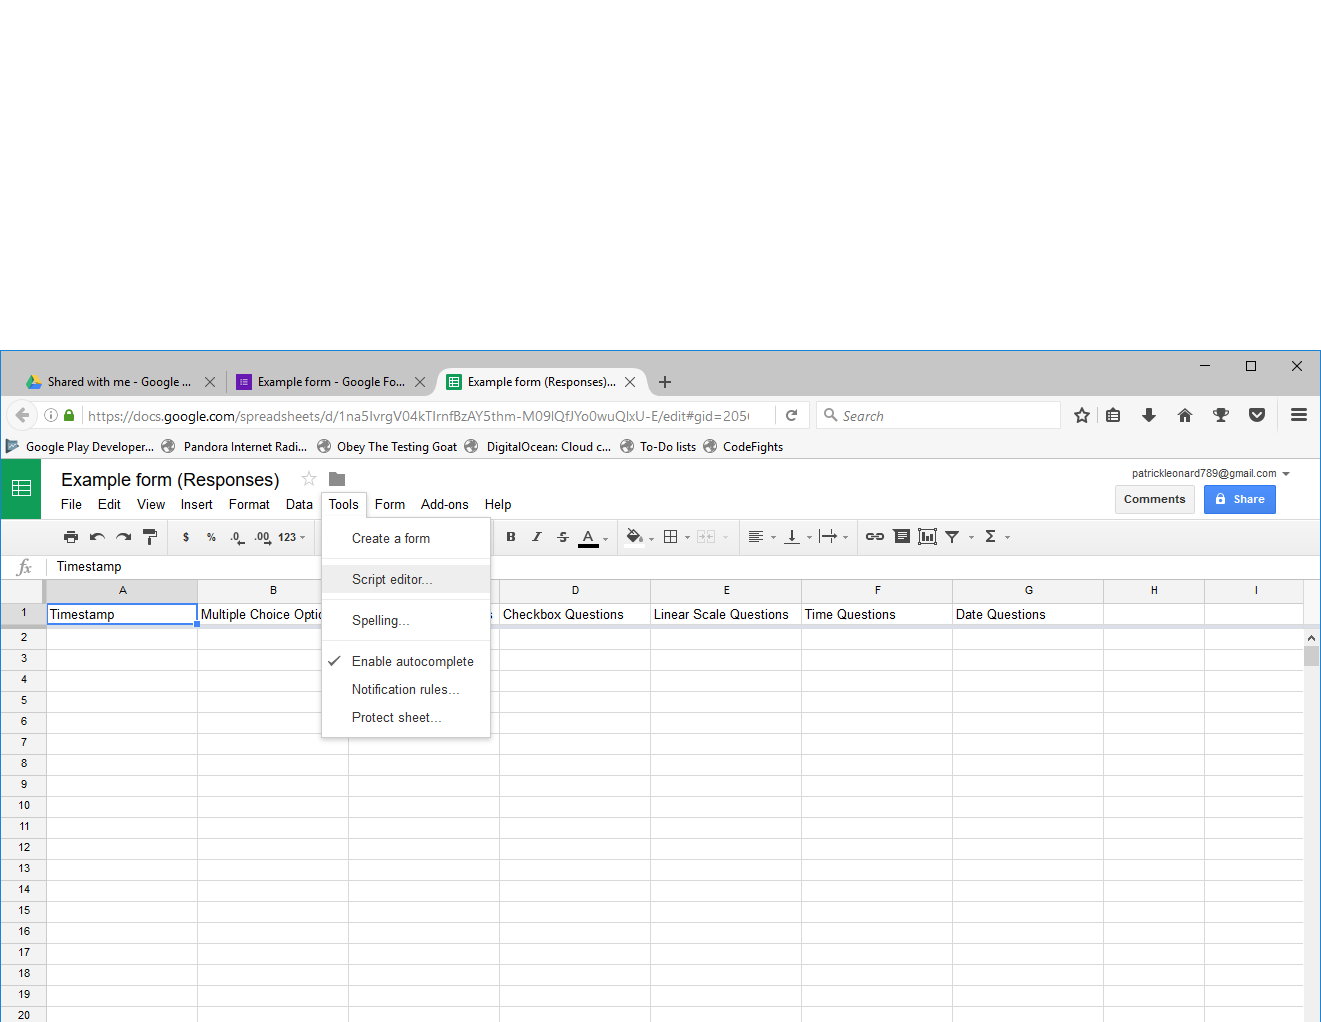 Shared with me - Google ...
Example form - Google Fo...
Example form (Responses)...
https://docs.google.com/spreadsheets/d/1na5IvrgV04kTIrnfBzAY5thm-M09lQfJYo0wuQlxU-E/edit#gid=205
Search
Google Play Developer...
Pandora Internet Radi...
Obey The Testing Goat
DigitalOcean: Cloud c...
To-Do lists
CodeFights
Example form (Responses)
patrickleonard789@gmail.com
File Edit View Insert Format Data Tools Form Add-ons Help
Comments
Share
$ % .0 .00 123
B I S A Σ
fx Timestamp
A B D E F G H I
1 Timestamp Multiple Choice Optic s Checkbox Questions Linear Scale Questions Time Questions Date Questions
Create a form
Script editor...
Spelling...
Enable autocomplete
Notification rules...
Protect sheet...
2
3
4
5
6
7
8
9
10
11
12
13
14
15
16
17
18
19
20